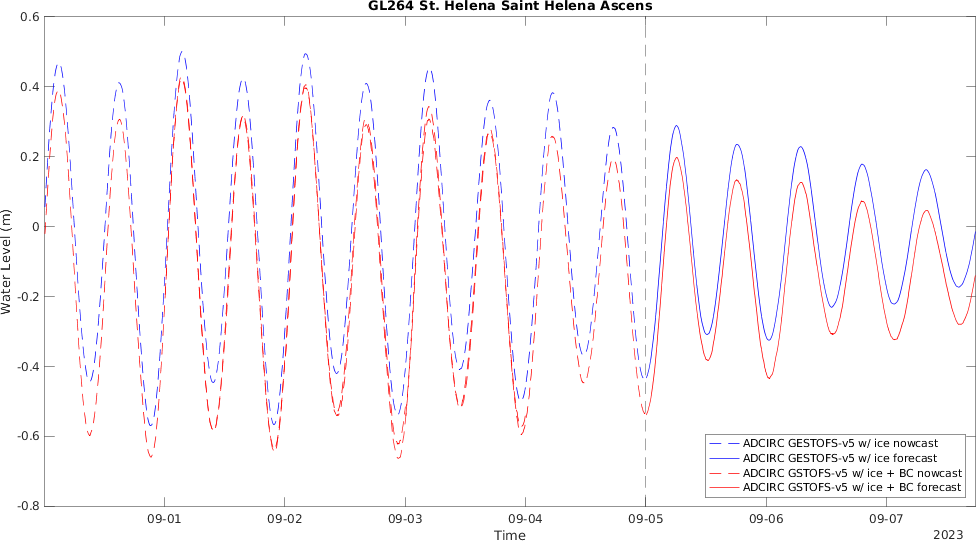 GL264 St. Helena Saint Helena Ascens
0.6
0.4
0.2
0
-0.2
-0.4
-0.6
-0.8
Water Level (m)
ADCIRC GESTOFS-v5 w/ ice nowcast
ADCIRC GESTOFS-v5 w/ ice forecast
ADCIRC GSTOFS-v5 w/ ice + BC nowcast
ADCIRC GSTOFS-v5 w/ ice + BC forecast
09-01 09-02 09-03 09-04 09-05 09-06 09-07
Time
2023